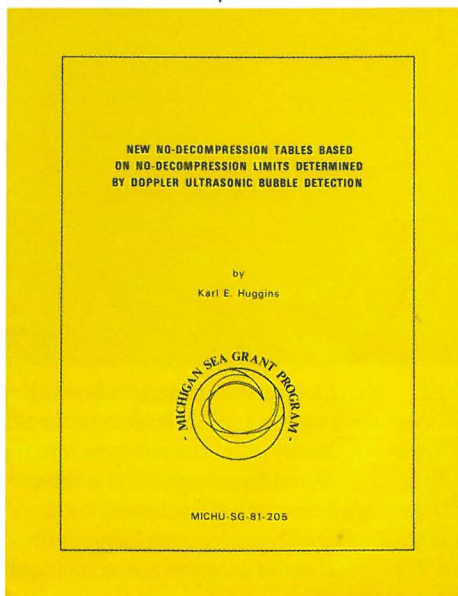 NEW NO-DECOMPRESSION TABLES BASED
ON NO-DECOMPRESSION LIMITS DETERMINED
BY DOPPLER ULTRASONIC BUBBLE DETECTION
by
Karl E. Huggins
- MICHIGAN SEA GRANT PROGRAM -
MICHU-SG-81-205